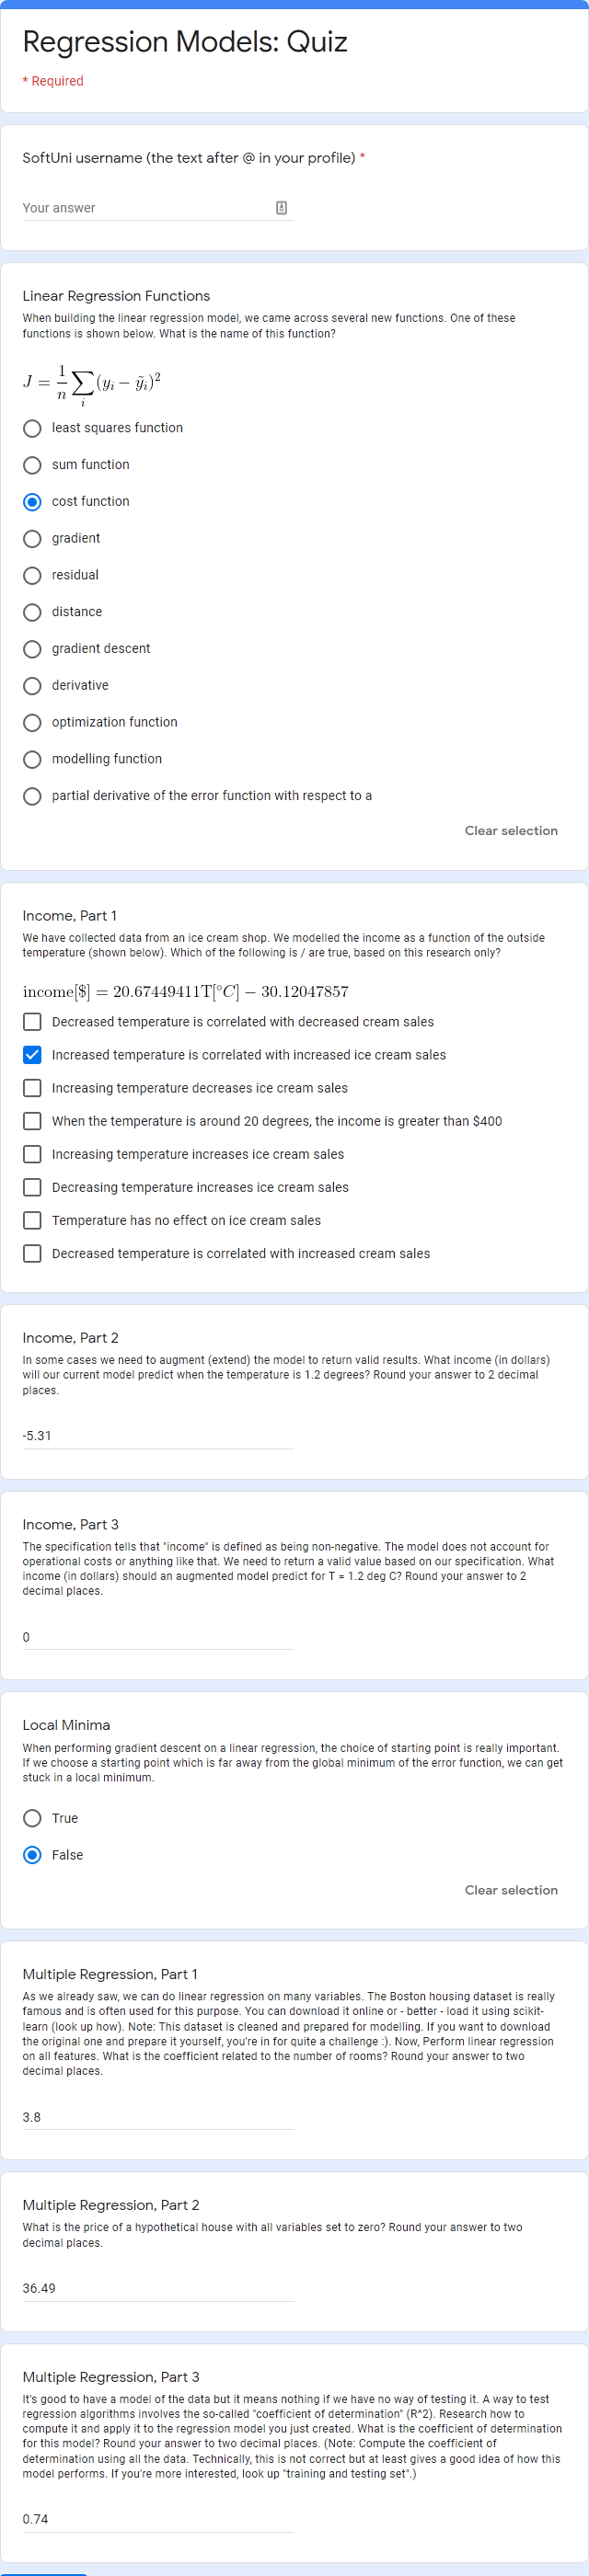 Regression Models: Quiz
* Required
SoftUni username (the text after @ in your profile) *
Your answer
Linear Regression Functions
When building the linear regression model, we came across several new functions. One of these
functions is shown below. What is the name of this function?
J = 1/n ∑_i (y_i − ỹ_i)²
least squares function
sum function
cost function
gradient
residual
distance
gradient descent
derivative
optimization function
modelling function
partial derivative of the error function with respect to a
Clear selection
Income, Part 1
We have collected data from an ice cream shop. We modelled the income as a function of the outside
temperature (shown below). Which of the following is / are true, based on this research only?
income[$] = 20.67449411T[°C] − 30.12047857
Decreased temperature is correlated with decreased cream sales
Increased temperature is correlated with increased ice cream sales
Increasing temperature decreases ice cream sales
When the temperature is around 20 degrees, the income is greater than $400
Increasing temperature increases ice cream sales
Decreasing temperature increases ice cream sales
Temperature has no effect on ice cream sales
Decreased temperature is correlated with increased cream sales
Income, Part 2
In some cases we need to augment (extend) the model to return valid results. What income (in dollars)
will our current model predict when the temperature is 1.2 degrees? Round your answer to 2 decimal
places.
-5.31
Income, Part 3
The specification tells that "income" is defined as being non-negative. The model does not account for
operational costs or anything like that. We need to return a valid value based on our specification. What
income (in dollars) should an augmented model predict for T = 1.2 deg C? Round your answer to 2
decimal places.
0
Local Minima
When performing gradient descent on a linear regression, the choice of starting point is really important.
If we choose a starting point which is far away from the global minimum of the error function, we can get
stuck in a local minimum.
True
False
Clear selection
Multiple Regression, Part 1
As we already saw, we can do linear regression on many variables. The Boston housing dataset is really
famous and is often used for this purpose. You can download it online or - better - load it using scikit-
learn (look up how). Note: This dataset is cleaned and prepared for modelling. If you want to download
the original one and prepare it yourself, you're in for quite a challenge :). Now, Perform linear regression
on all features. What is the coefficient related to the number of rooms? Round your answer to two
decimal places.
3.8
Multiple Regression, Part 2
What is the price of a hypothetical house with all variables set to zero? Round your answer to two
decimal places.
36.49
Multiple Regression, Part 3
It's good to have a model of the data but it means nothing if we have no way of testing it. A way to test
regression algorithms involves the so-called "coefficient of determination" (R^2). Research how to
compute it and apply it to the regression model you just created. What is the coefficient of determination
for this model? Round your answer to two decimal places. (Note: Compute the coefficient of
determination using all the data. Technically, this is not correct but at least gives a good idea of how this
model performs. If you're more interested, look up "training and testing set".)
0.74